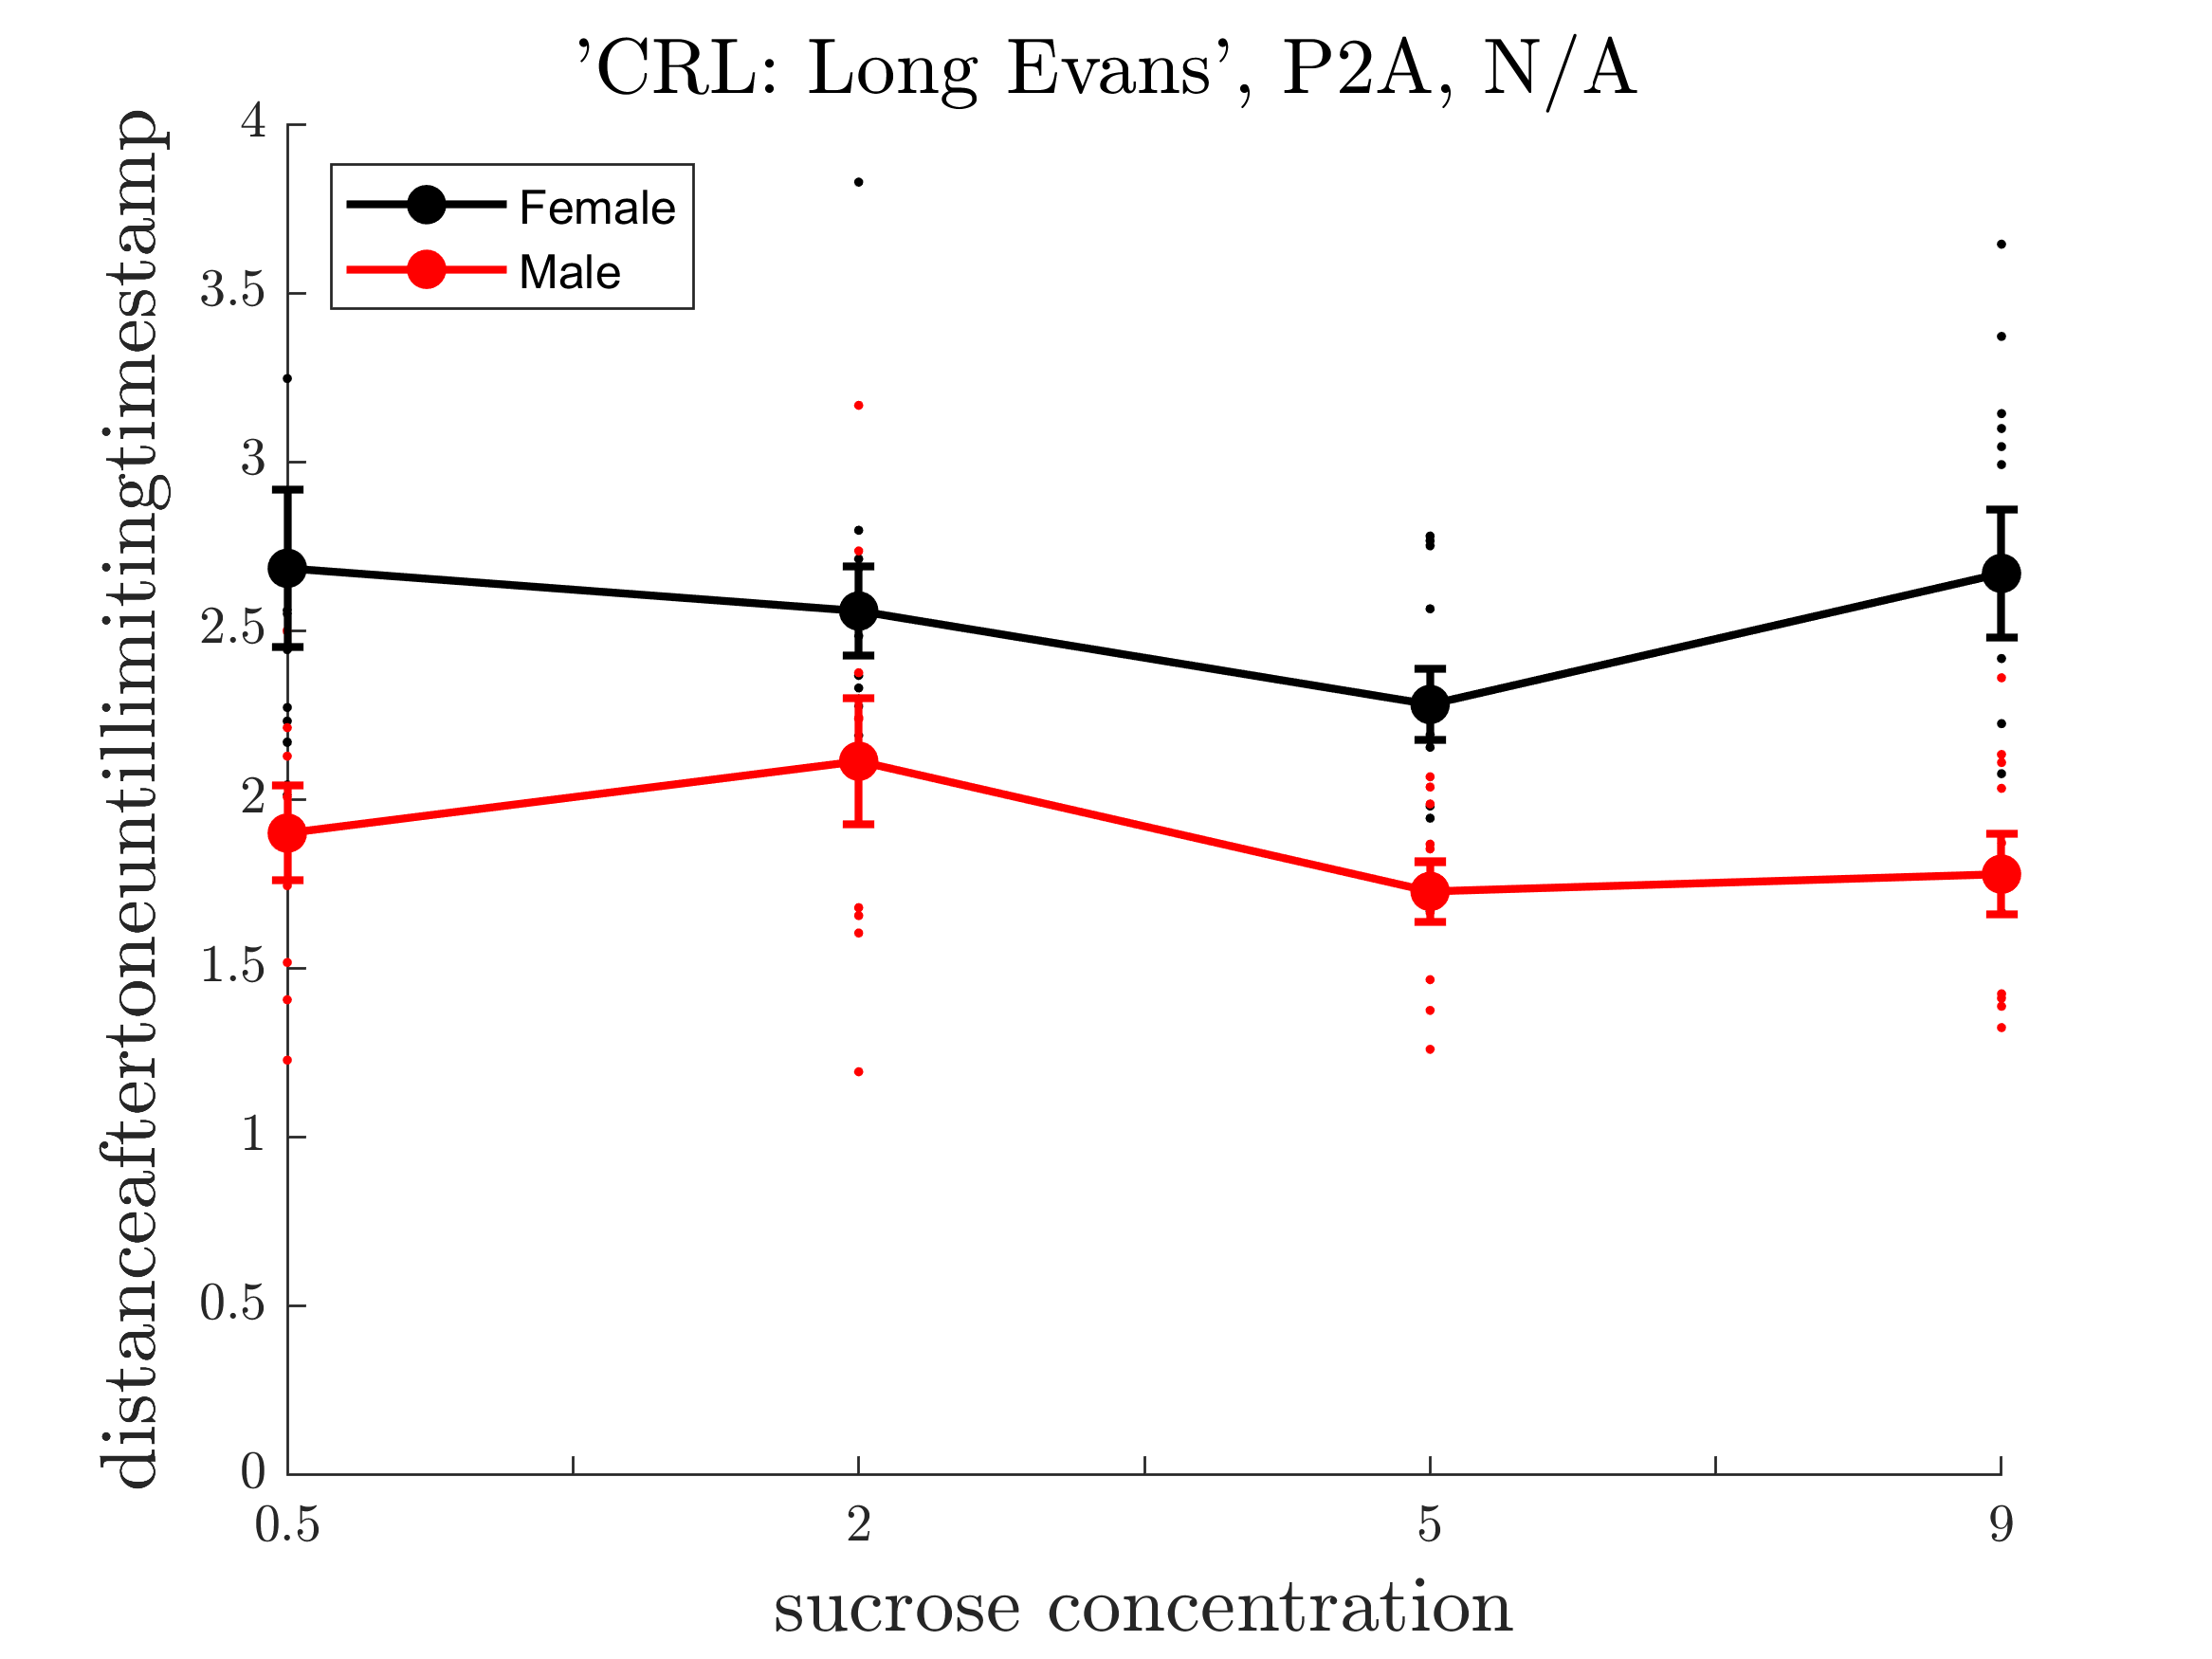 'CRL: Long Evans', P2A, N/A
distanceaftertoneuntillimitingtimestamp
4
3.5
3
2.5
2
1.5
1
0.5
0
Female
Male
0.5 2 5 9
sucrose concentration